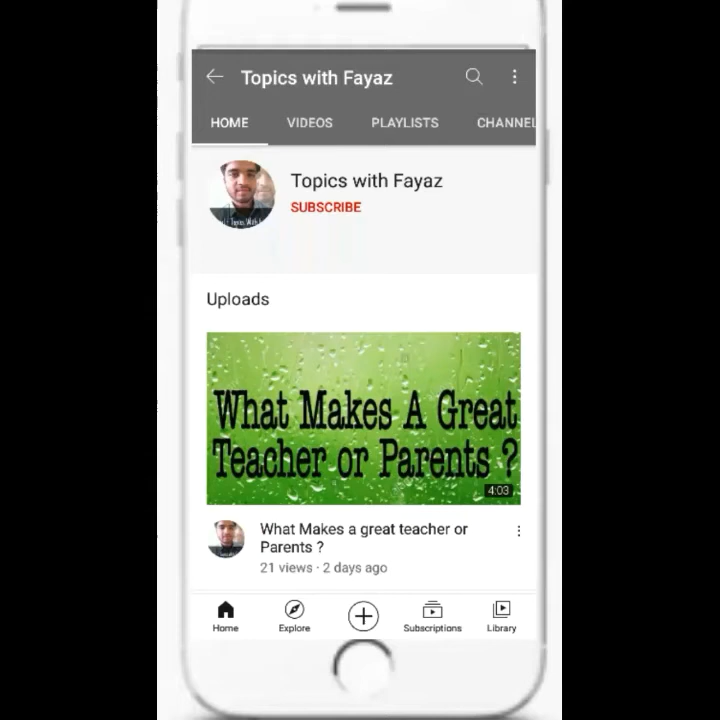 Topics with Fayaz
HOME VIDEOS PLAYLISTS CHANNEL
Topics with Fayaz
SUBSCRIBE
Uploads
What Makes A Great
Teacher or Parents ?
4:03
What Makes a great teacher or
Parents ?
21 views · 2 days ago
Home Explore Subscriptions Library